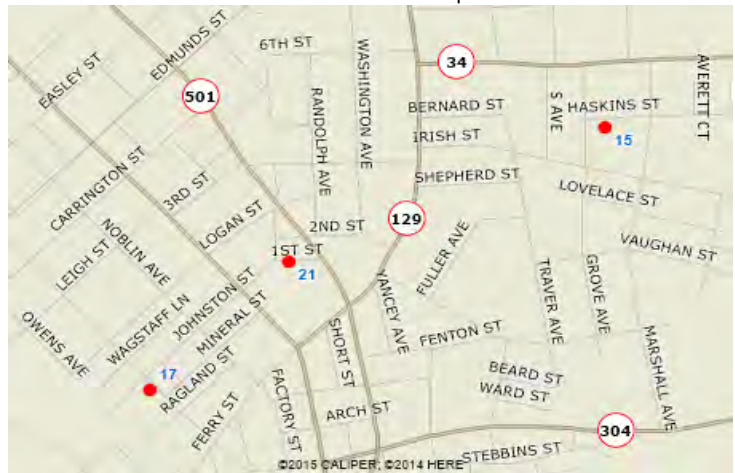 6TH ST
EDMUNDS ST
EASLEY ST
WASHINGTON AVE
34
AVERETT CT
501
RANDOLPH AVE
BERNARD ST
S AVE
HASKINS ST
15
IRISH ST
CARRINGTON ST
3RD ST
SHEPHERD ST
LOVELACE ST
NOBLIN AVE
LOGAN ST
2ND ST
129
LEIGH ST
1ST ST
21
FULLER AVE
VAUGHAN ST
OWENS AVE
WAGSTAFF LN
JOHNSTON ST
MINERAL ST
YANCEY AVE
TRAVER AVE
GROVE AVE
SHORT ST
FENTON ST
MARSHALL AVE
17
RAGLAND ST
FERRY ST
FACTORY ST
BEARD ST
WARD ST
ARCH ST
304
STEBBINS ST
©2015 CALIPER; ©2014 HERE